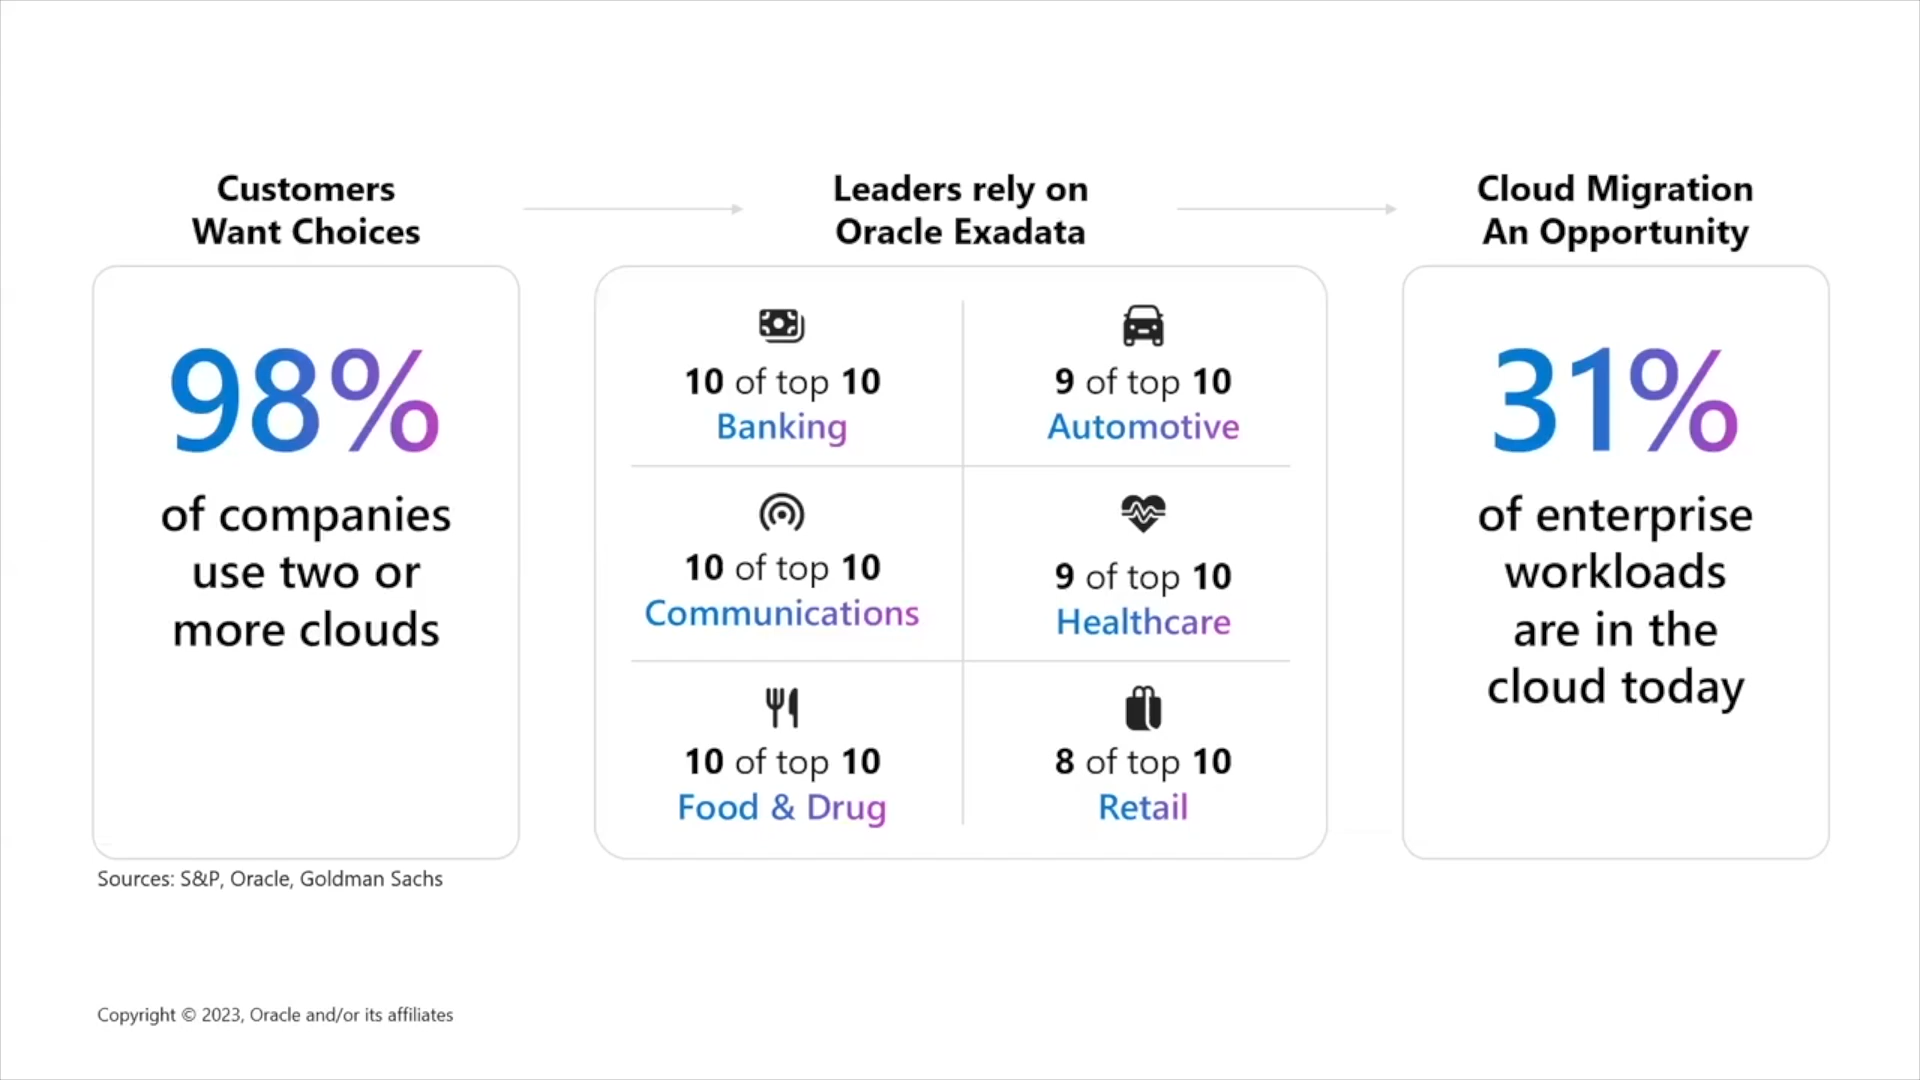 Customers
Want Choices
98%
of companies
use two or
more clouds
Leaders rely on
Oracle Exadata
10 of top 10
Banking
9 of top 10
Automotive
10 of top 10
Communications
9 of top 10
Healthcare
10 of top 10
Food & Drug
8 of top 10
Retail
Cloud Migration
An Opportunity
31%
of enterprise
workloads
are in the
cloud today
Sources: S&P, Oracle, Goldman Sachs
Copyright © 2023, Oracle and/or its affiliates